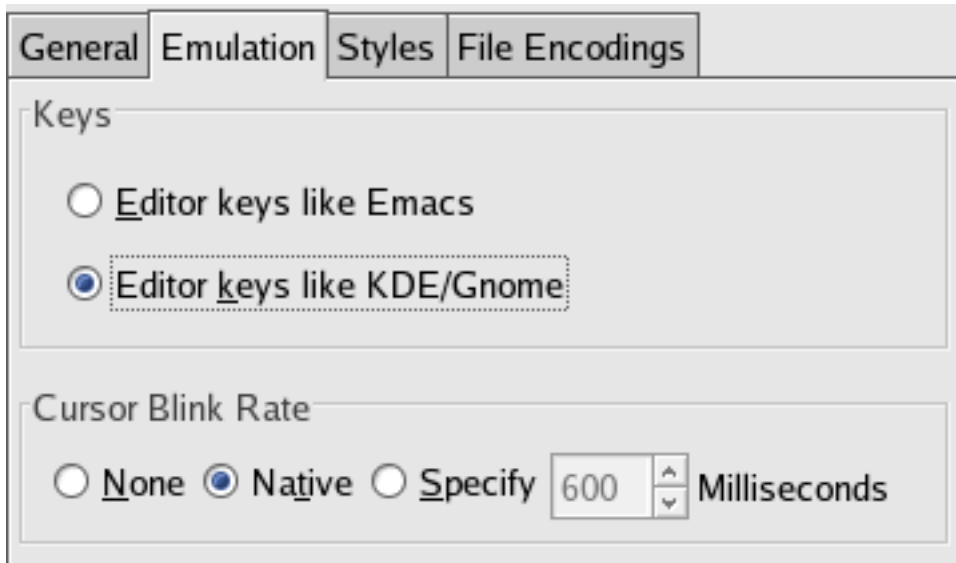 General Emulation Styles File Encodings
Keys
Editor keys like Emacs
Editor keys like KDE/Gnome
Cursor Blink Rate
None Native Specify 600 Milliseconds